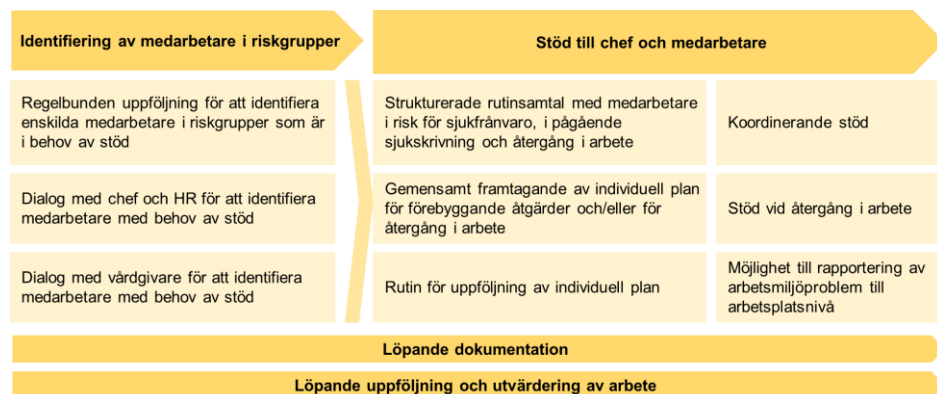 Identifiering av medarbetare i riskgrupper
Stöd till chef och medarbetare
Regelbunden uppföljning för att identifiera
enskilda medarbetare i riskgrupper som är
i behov av stöd
Dialog med chef och HR för att identifiera
medarbetare med behov av stöd
Dialog med vårdgivare för att identifiera
medarbetare med behov av stöd
Strukturerade rutinsamtal med medarbetare
i risk för sjukfrånvaro, i pågående
sjukskrivning och återgång i arbete
Koordinerande stöd
Gemensamt framtagande av individuell plan
för förebyggande åtgärder och/eller för
återgång i arbete
Stöd vid återgång i arbete
Rutin för uppföljning av individuell plan
Möjlighet till rapportering av
arbetsmiljöproblem till
arbetsplatsnivå
Löpande dokumentation
Löpande uppföljning och utvärdering av arbete